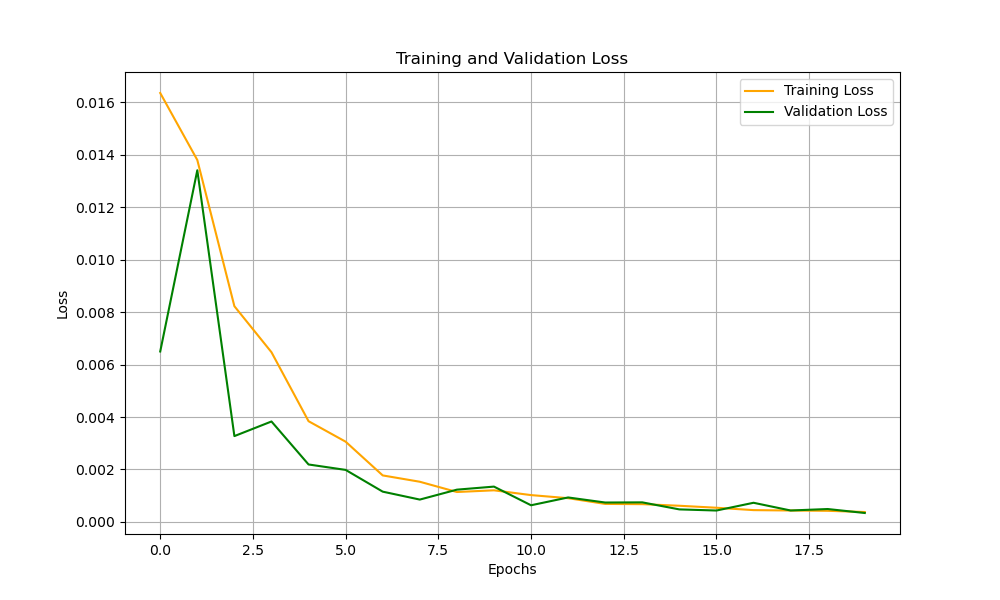 Training and Validation Loss
Training Loss
Validation Loss
0.016
0.014
0.012
0.010
0.008
0.006
0.004
0.002
0.000
Loss
0.0 2.5 5.0 7.5 10.0 12.5 15.0 17.5
Epochs